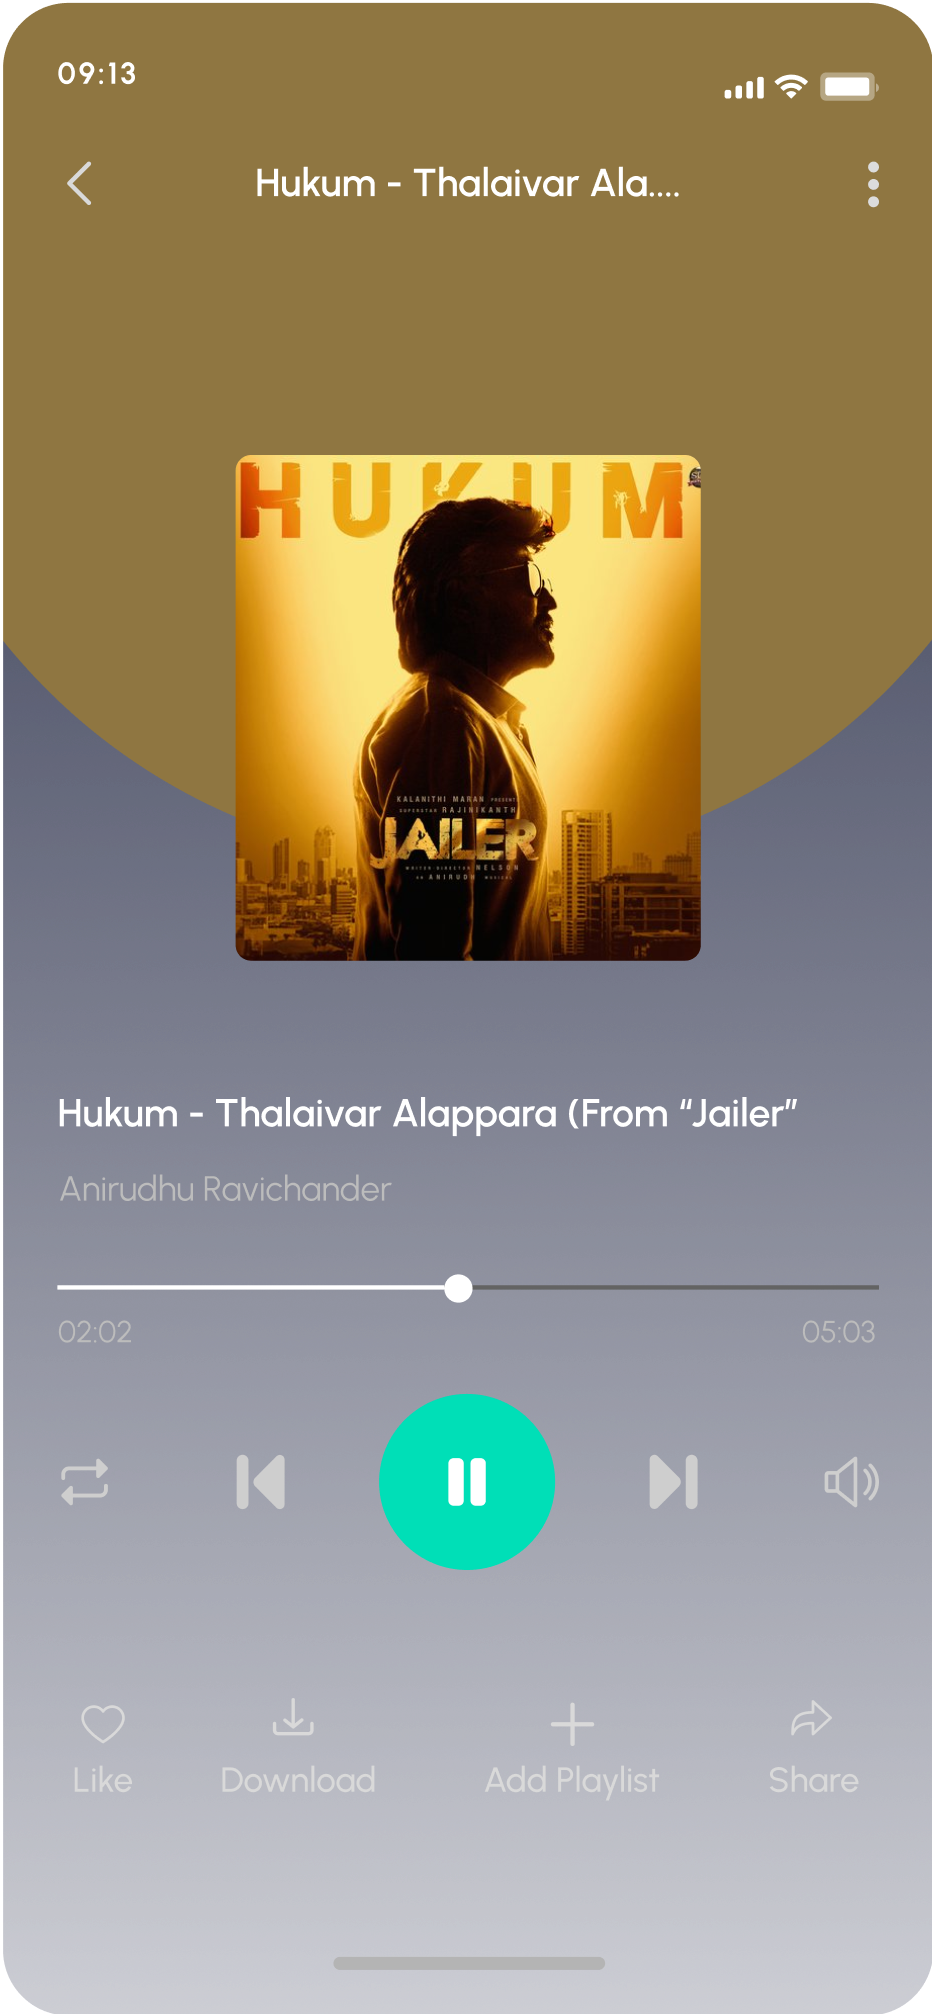 09:13
Hukum - Thalaivar Ala....
HUKUM
KALANITHI MARAN PRESENTS
SUPERSTAR RAJINIKANTH
JAILER
WRITER DIRECTOR NELSON
AN ANIRUDH MUSICAL
Hukum - Thalaivar Alappara (From “Jailer”
Anirudhu Ravichander
02:02
05:03
Like
Download
Add Playlist
Share